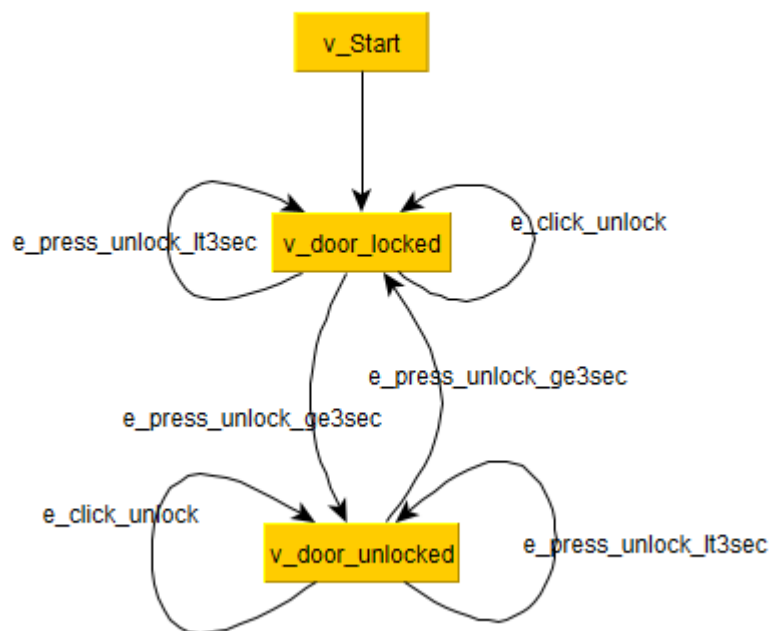 v_Start
e_click_unlock
e_press_unlock_lt3sec
v_door_locked
e_press_unlock_ge3sec
e_press_unlock_ge3sec
e_click_unlock
e_press_unlock_lt3sec
v_door_unlocked